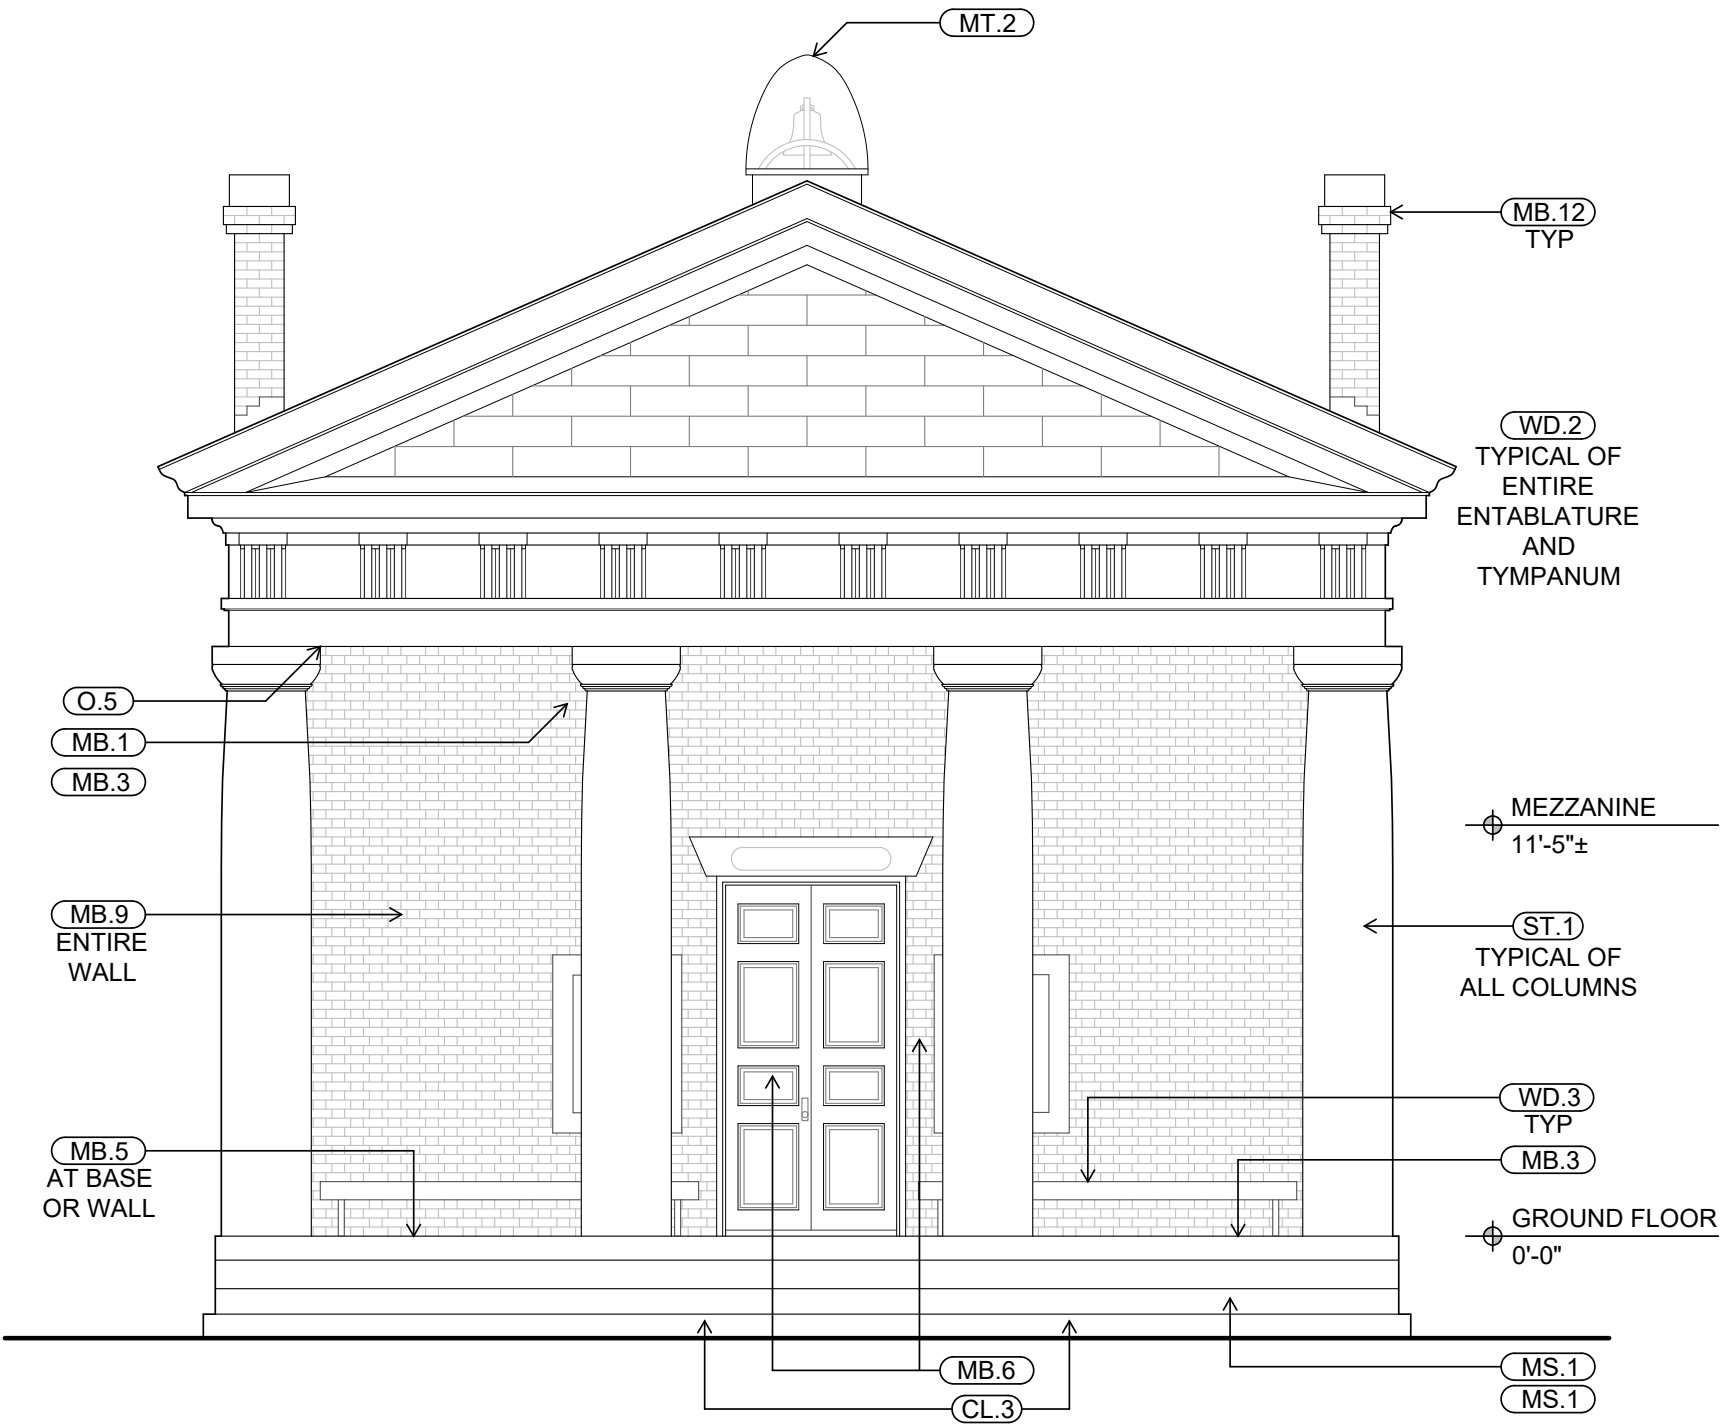 MT.2
MB.12
TYP
WD.2
TYPICAL OF
ENTIRE
ENTABLATURE
AND
TYMPANUM
O.5
MB.1
MB.3
MEZZANINE
11'-5"±
MB.9
ENTIRE
WALL
ST.1
TYPICAL OF
ALL COLUMNS
WD.3
TYP
MB.5
AT BASE
OR WALL
MB.3
GROUND FLOOR
0'-0"
MB.6
CL.3
MS.1
MS.1